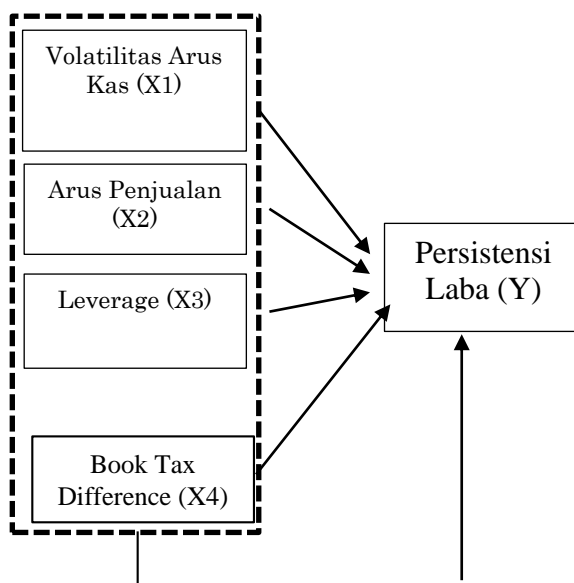 Volatilitas Arus
Kas (X1)
Arus Penjualan
(X2)
Leverage (X3)
Book Tax
Difference (X4)
Persistensi
Laba (Y)